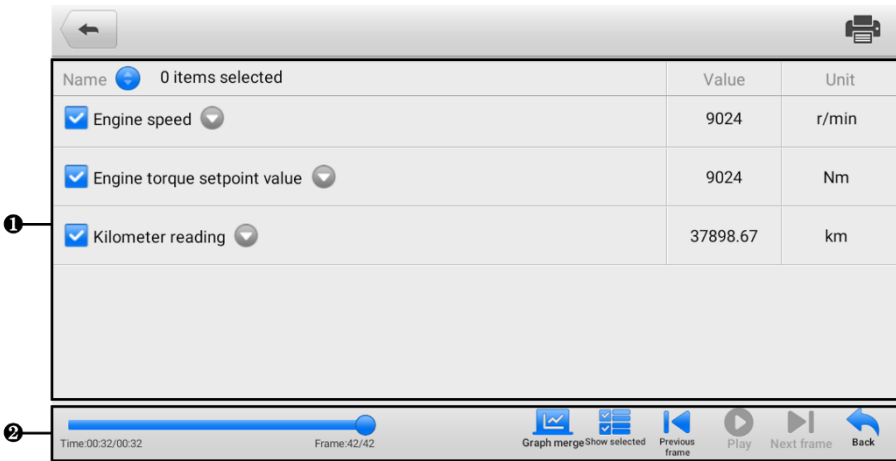 Name 0 items selected Value Unit
Engine speed 9024 r/min
Engine torque setpoint value 9024 Nm
❶
Kilometer reading 37898.67 km
❷
Time:00:32/00:32 Frame:42/42 Graph merge Show selected Previous frame Play Next frame Back